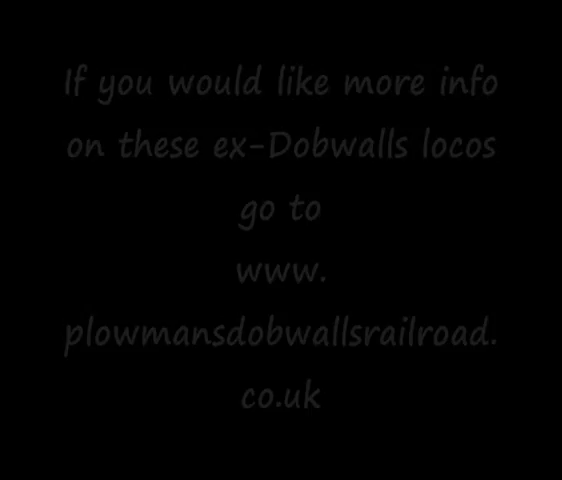 If you would like more info
on these ex-Dobwalls locos
go to
www.
plowmansdobwallsrailroad.
co.uk